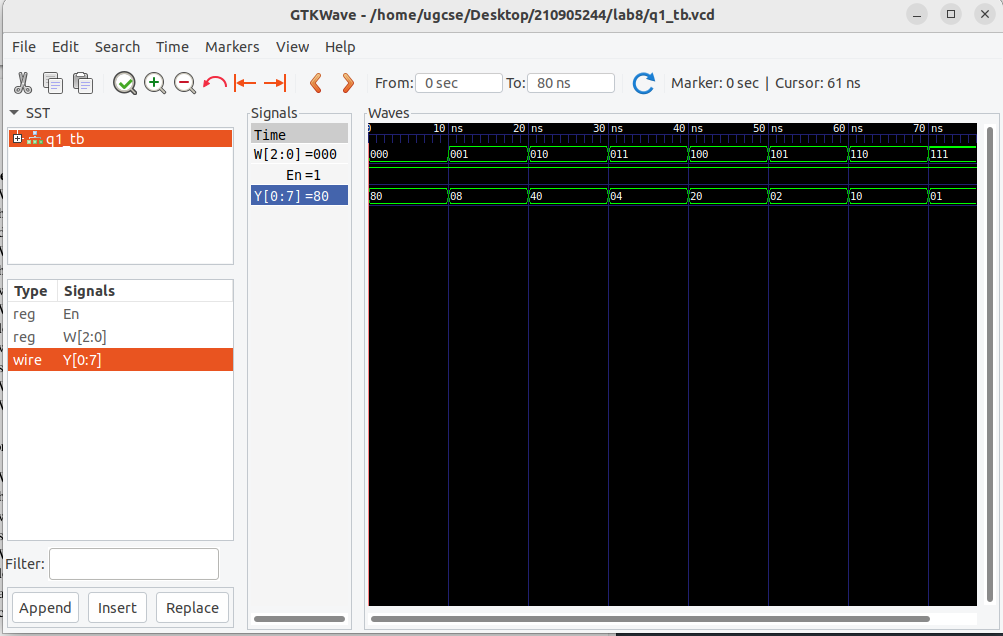 GTKWave - /home/ugcse/Desktop/210905244/lab8/q1_tb.vcd
File Edit Search Time Markers View Help
From: 0 sec To: 80 ns Marker: 0 sec | Cursor: 61 ns
SST
q1_tb
Type Signals
reg En
reg W[2:0]
wire Y[0:7]
Filter:
Append Insert Replace
Signals
Time
W[2:0] =000
En =1
Y[0:7] =80
Waves
0 10 ns 20 ns 30 ns 40 ns 50 ns 60 ns 70 ns
000 001 010 011 100 101 110 111
80 08 40 04 20 02 10 01